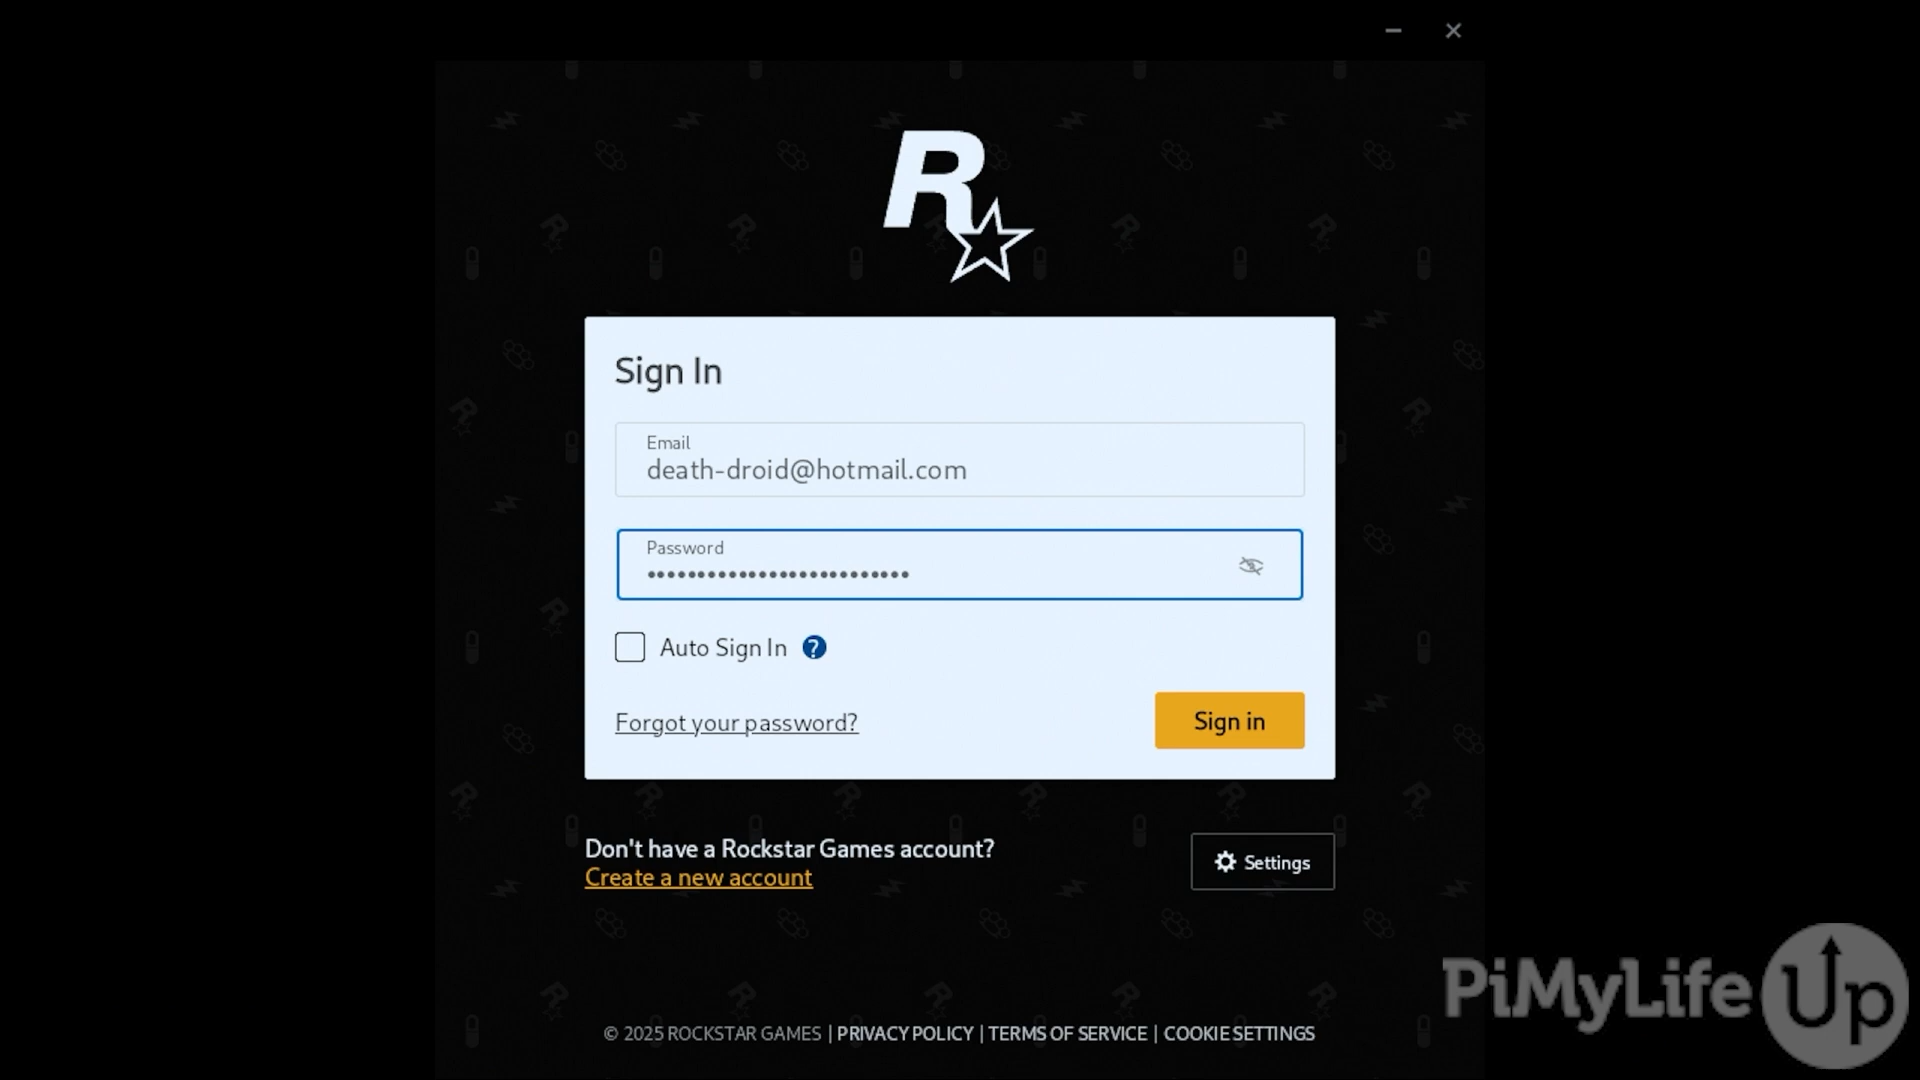 R
Sign In
Email
death-droid@hotmail.com
Password
••••••••••••••••••••••••••
Auto Sign In ?
Forgot your password?
Sign in
Don't have a Rockstar Games account?
Create a new account
Settings
© 2025 ROCKSTAR GAMES | PRIVACY POLICY | TERMS OF SERVICE | COOKIE SETTINGS
PiMyLifeUp